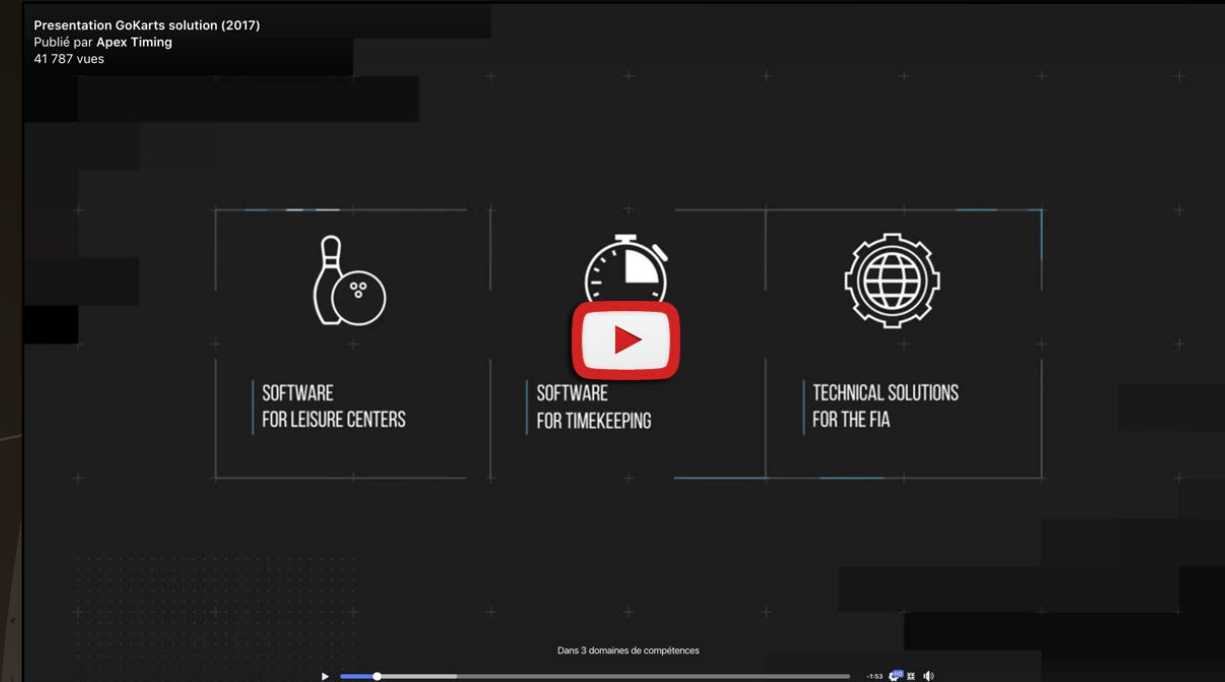 Presentation GoKarts solution (2017)
Publié par Apex Timing
41 787 vues
SOFTWARE
FOR LEISURE CENTERS
SOFTWARE
FOR TIMEKEEPING
TECHNICAL SOLUTIONS
FOR THE FIA
Dans 3 domaines de compétences
-1:53
HD